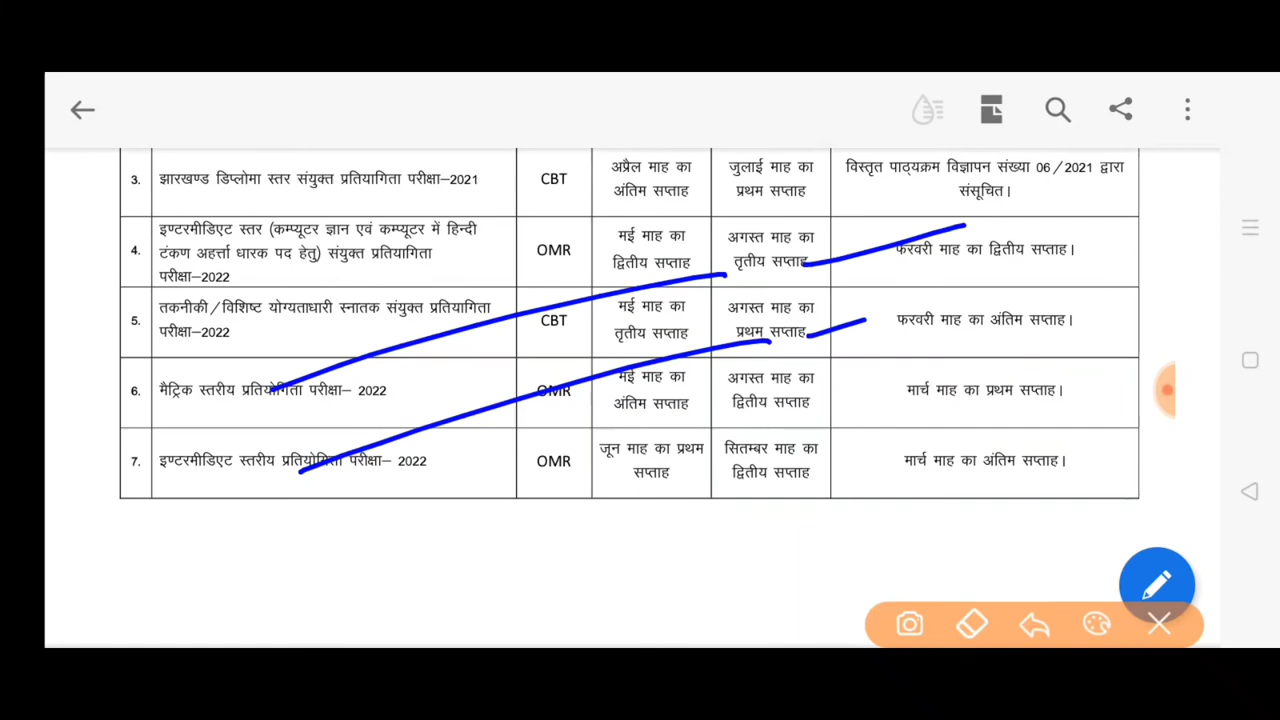 3. झारखण्ड डिप्लोमा स्तर संयुक्त प्रतियागिता परीक्षा–2021 CBT अप्रैल माह का अंतिम सप्ताह जुलाई माह का प्रथम सप्ताह विस्तृत पाठ्यक्रम विज्ञापन संख्या 06/2021 द्वारा संसूचित।
4. इण्टरमीडिएट स्तर (कम्प्यूटर ज्ञान एवं कम्प्यूटर में हिन्दी
टंकण अहर्त्ता धारक पद हेतु) संयुक्त प्रतियागिता
परीक्षा–2022 OMR मई माह का द्वितीय सप्ताह अगस्त माह का तृतीय सप्ताह फरवरी माह का द्वितीय सप्ताह।
5. तकनीकी/विशिष्ट योग्यताधारी स्नातक संयुक्त प्रतियागिता
परीक्षा–2022 CBT मई माह का तृतीय सप्ताह अगस्त माह का प्रथम सप्ताह फरवरी माह का अंतिम सप्ताह।
6. मैट्रिक स्तरीय प्रतियोगिता परीक्षा– 2022 OMR मई माह का अंतिम सप्ताह अगस्त माह का द्वितीय सप्ताह मार्च माह का प्रथम सप्ताह।
7. इण्टरमीडिएट स्तरीय प्रतियोगिता परीक्षा– 2022 OMR जून माह का प्रथम सप्ताह सितम्बर माह का द्वितीय सप्ताह मार्च माह का अंतिम सप्ताह।